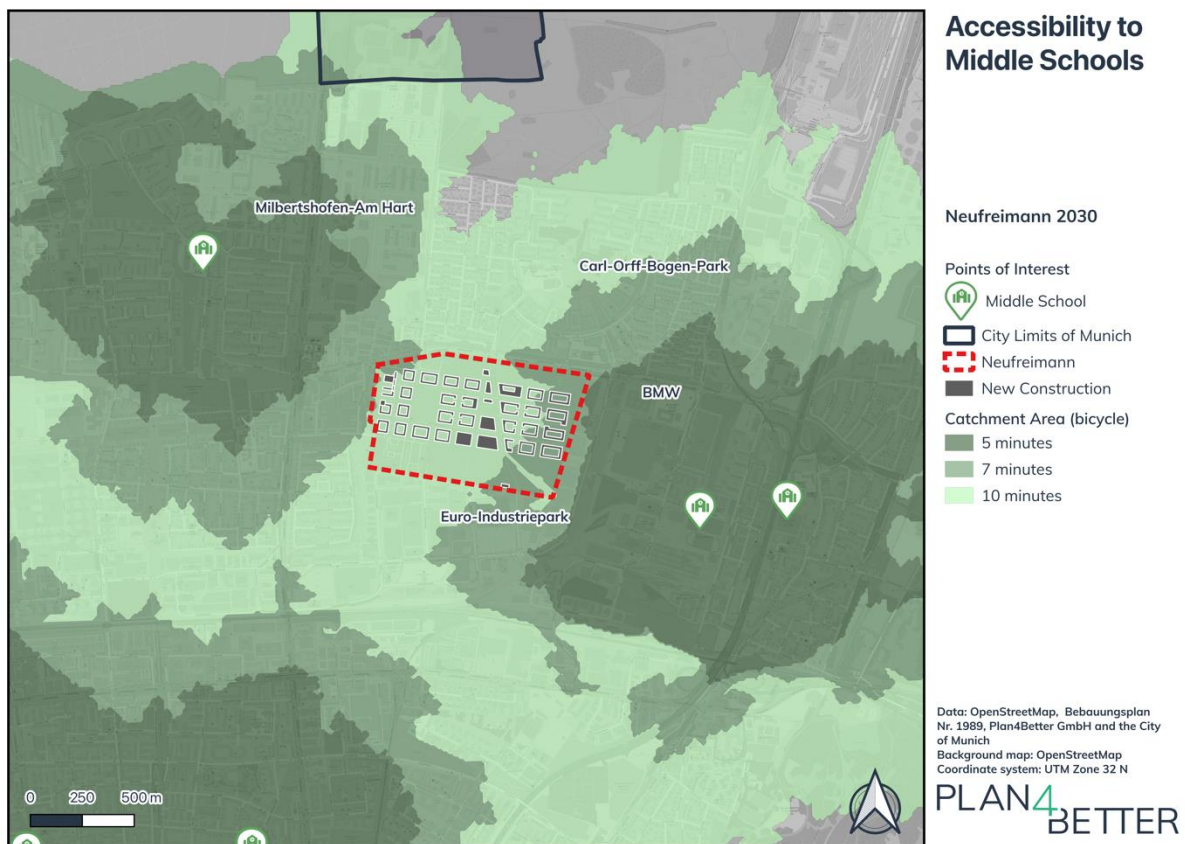 Accessibility to
Middle Schools
Milbertshofen-Am Hart
Carl-Orff-Bogen-Park
BMW
Euro-Industriepark
0 250 500 m
Neufreimann 2030
Points of Interest
Middle School
City Limits of Munich
Neufreimann
New Construction
Catchment Area (bicycle)
5 minutes
7 minutes
10 minutes
Data: OpenStreetMap, Bebauungsplan
Nr. 1989, Plan4Better GmbH and the City
of Munich
Background map: OpenStreetMap
Coordinate system: UTM Zone 32 N
PLAN4
BETTER